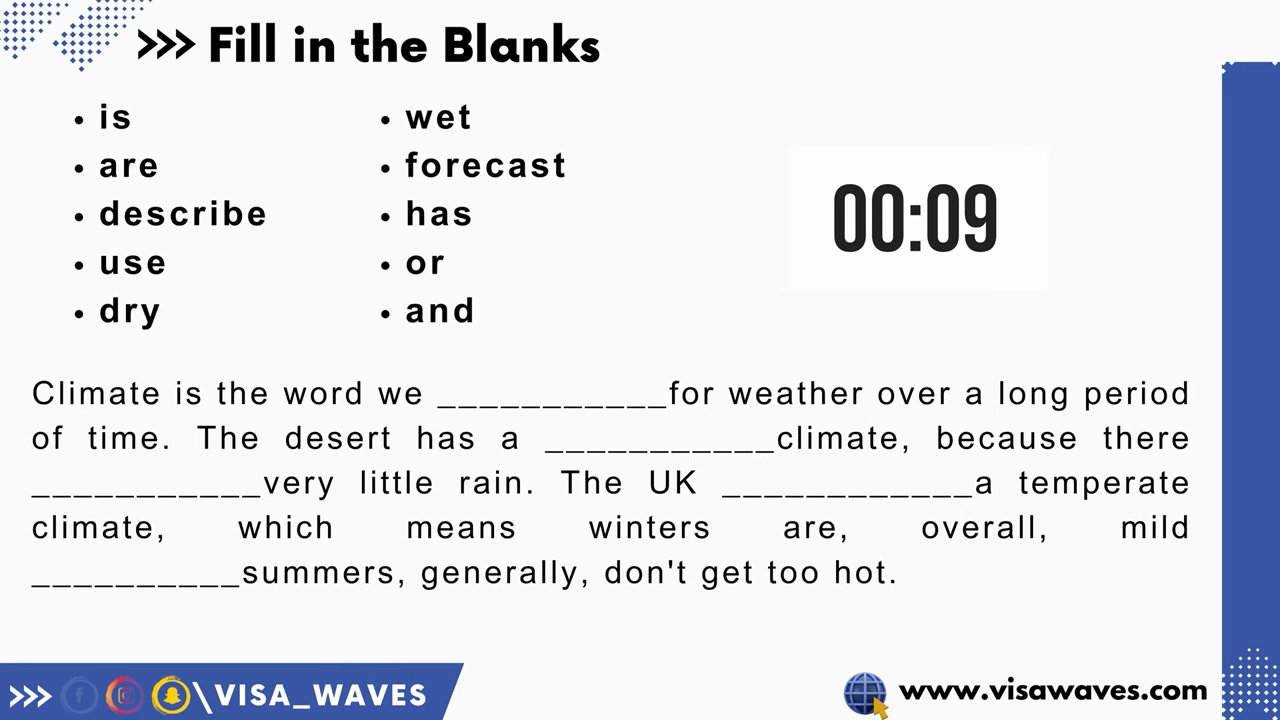 >>> Fill in the Blanks
• is
• are
• describe
• use
• dry
• wet
• forecast
• has
• or
• and
00:09
Climate is the word we ___________for weather over a long period
of time. The desert has a ___________climate, because there
___________very little rain. The UK ____________a temperate
climate, which means winters are, overall, mild
__________summers, generally, don't get too hot.
>>> \VISA_WAVES
www.visawaves.com